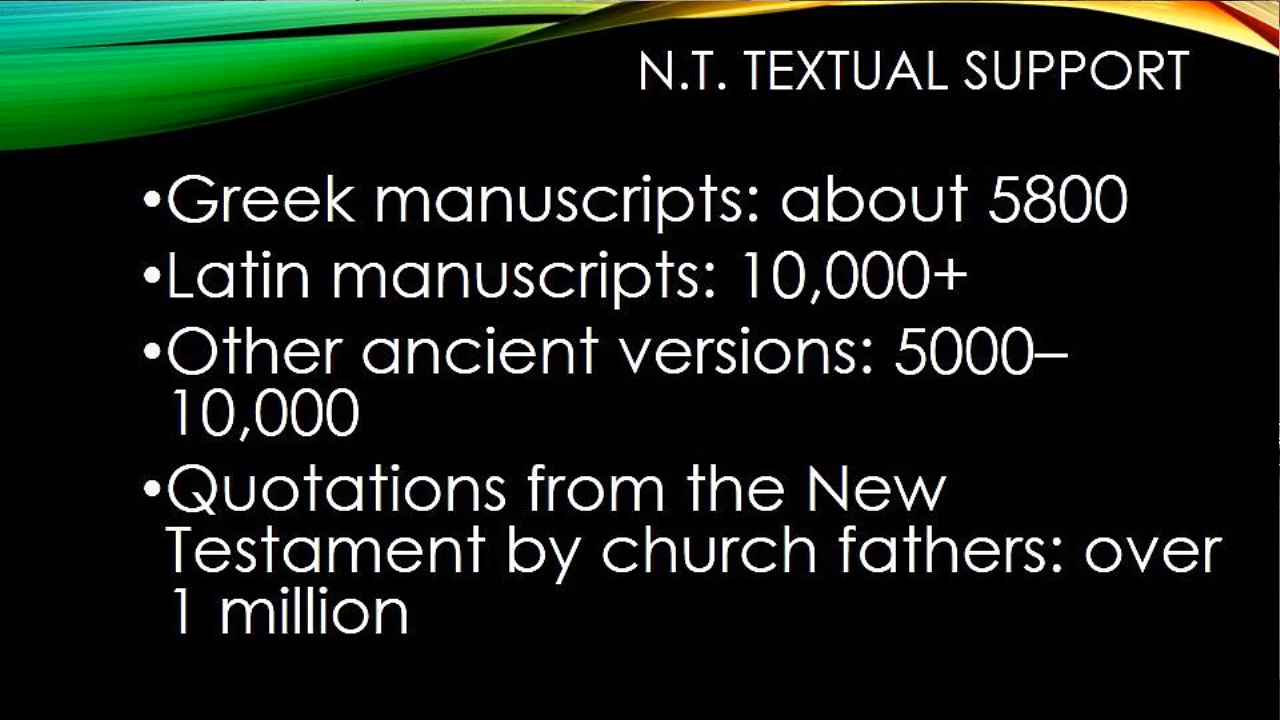 N.T. TEXTUAL SUPPORT
•Greek manuscripts: about 5800
•Latin manuscripts: 10,000+
•Other ancient versions: 5000–
10,000
•Quotations from the New
Testament by church fathers: over
1 million